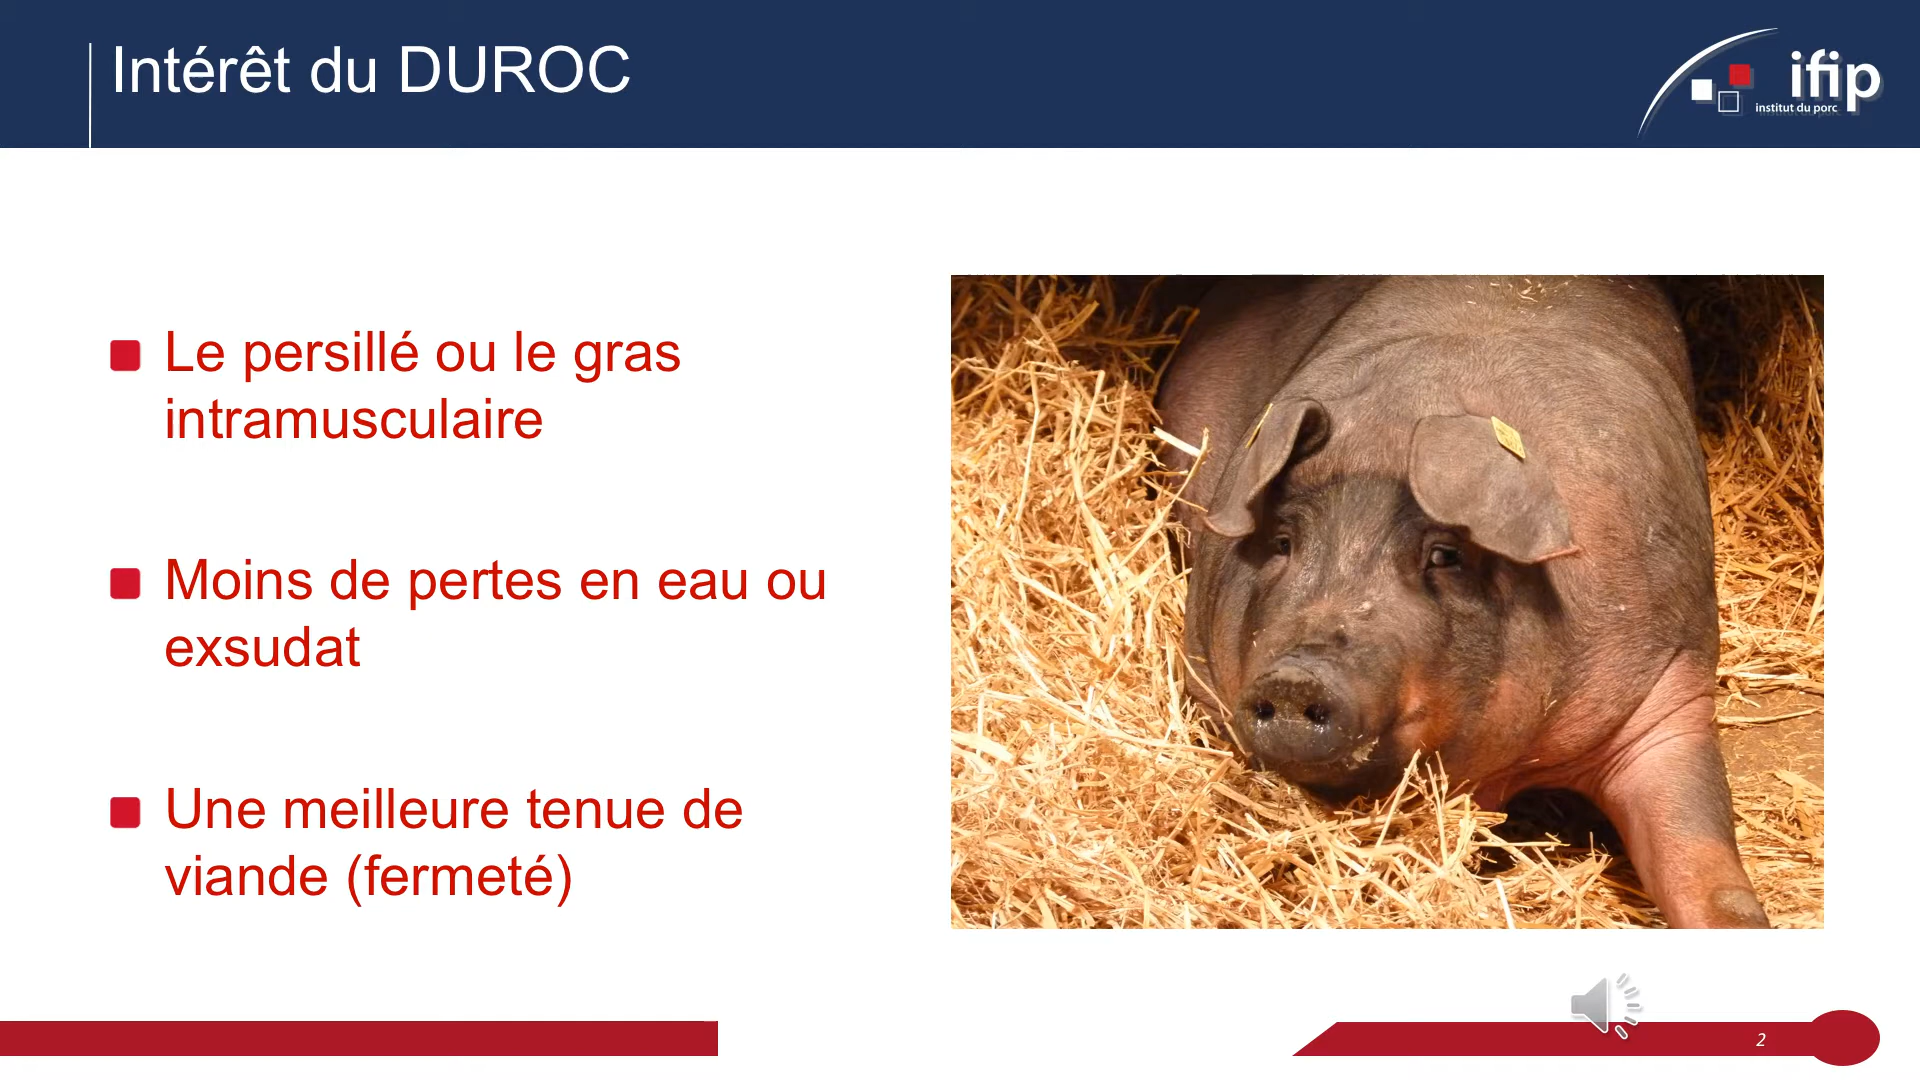 Intérêt du DUROC
ifip
institut du porc
Le persillé ou le gras
intramusculaire
Moins de pertes en eau ou
exsudat
Une meilleure tenue de
viande (fermeté)
2